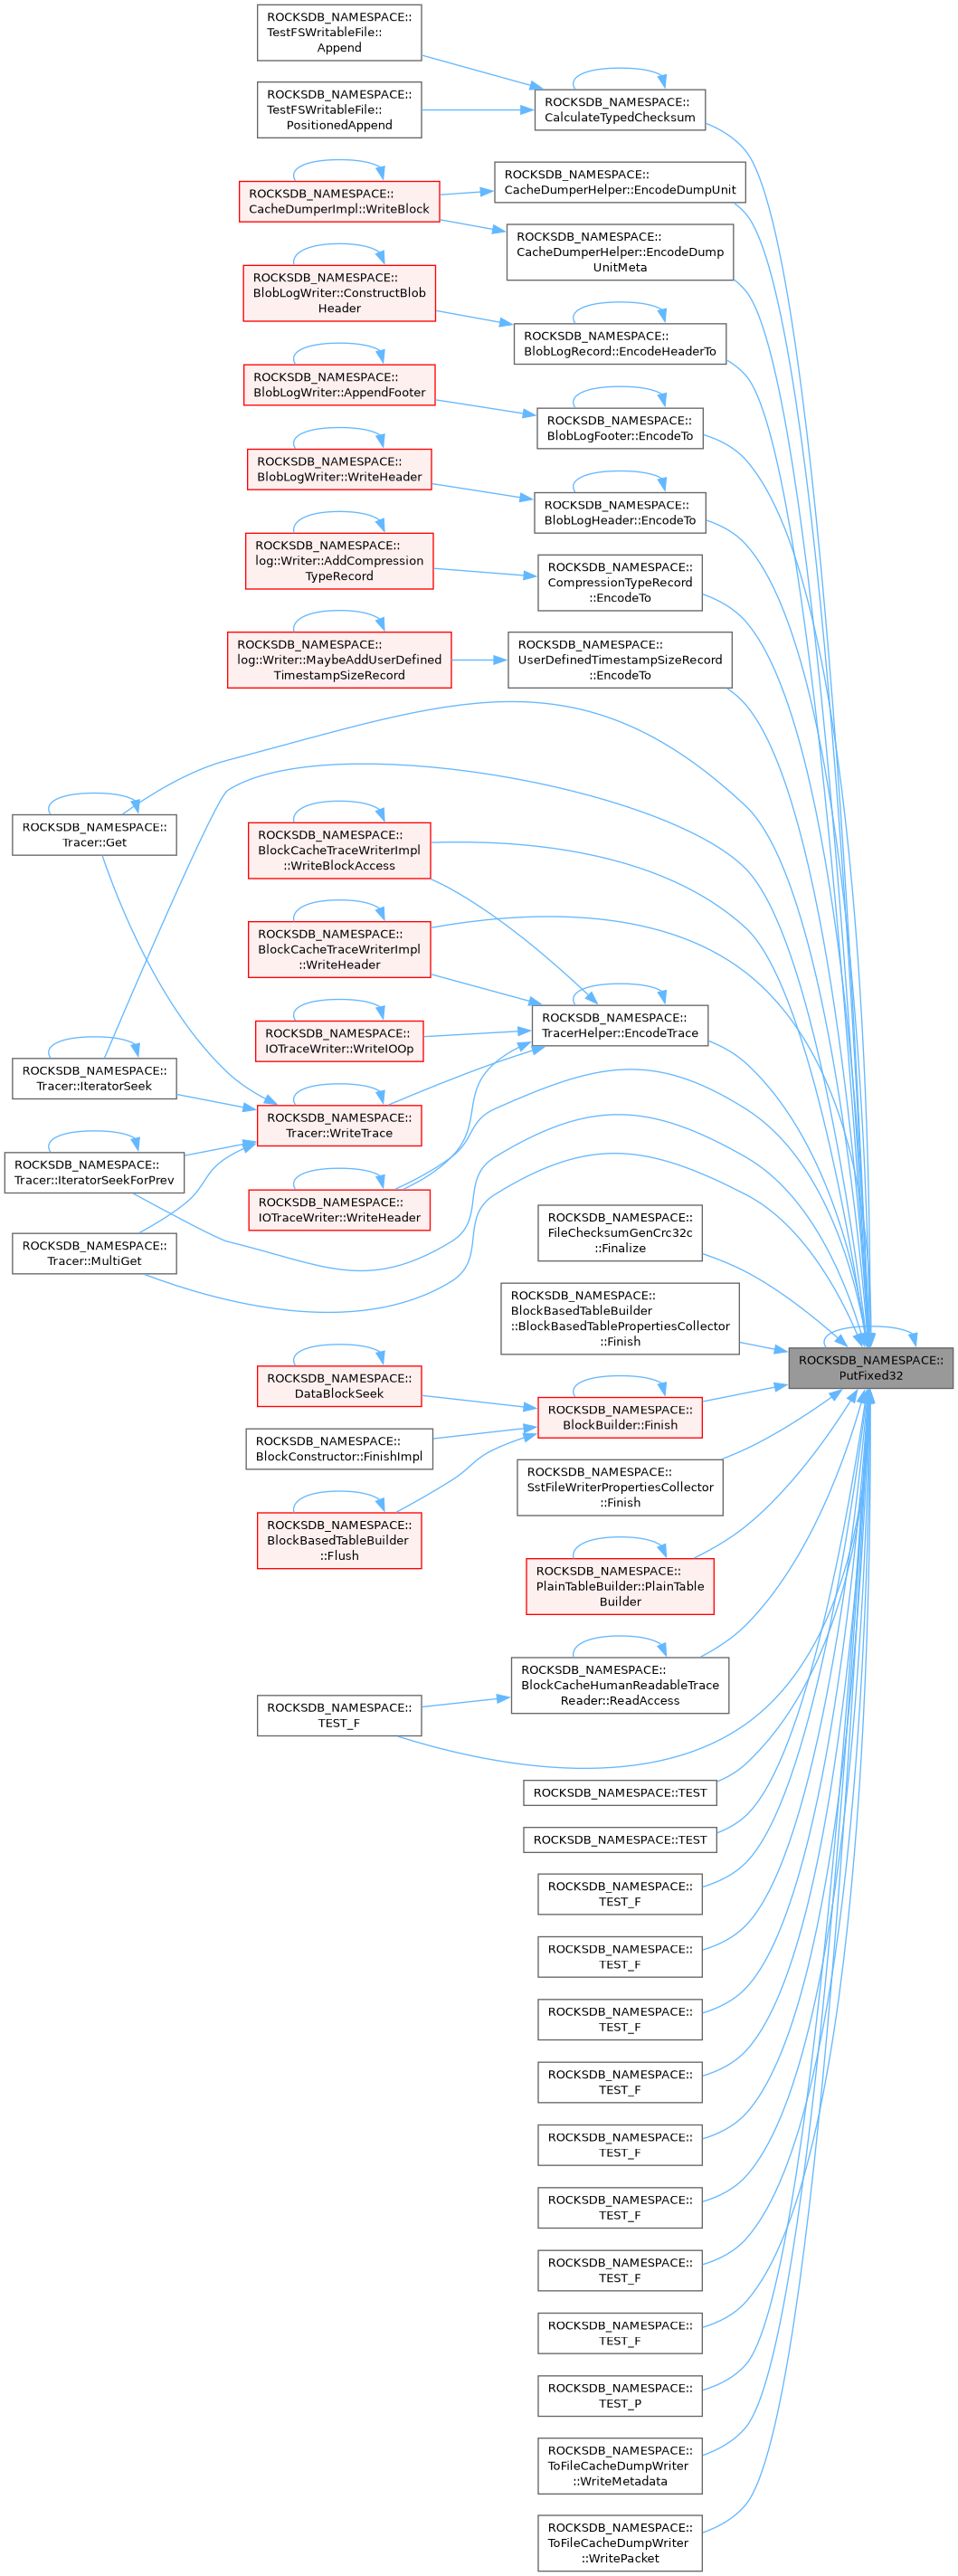 ROCKSDB_NAMESPACE::
TestFSWritableFile::
Append
ROCKSDB_NAMESPACE::
TestFSWritableFile::
PositionedAppend
ROCKSDB_NAMESPACE::
CalculateTypedChecksum
ROCKSDB_NAMESPACE::
CacheDumperHelper::EncodeDumpUnit
ROCKSDB_NAMESPACE::
CacheDumperImpl::WriteBlock
ROCKSDB_NAMESPACE::
CacheDumperHelper::EncodeDump
UnitMeta
ROCKSDB_NAMESPACE::
BlobLogWriter::ConstructBlob
Header
ROCKSDB_NAMESPACE::
BlobLogRecord::EncodeHeaderTo
ROCKSDB_NAMESPACE::
BlobLogWriter::AppendFooter
ROCKSDB_NAMESPACE::
BlobLogFooter::EncodeTo
ROCKSDB_NAMESPACE::
BlobLogWriter::WriteHeader
ROCKSDB_NAMESPACE::
BlobLogHeader::EncodeTo
ROCKSDB_NAMESPACE::
log::Writer::AddCompression
TypeRecord
ROCKSDB_NAMESPACE::
CompressionTypeRecord
::EncodeTo
ROCKSDB_NAMESPACE::
log::Writer::MaybeAddUserDefined
TimestampSizeRecord
ROCKSDB_NAMESPACE::
UserDefinedTimestampSizeRecord
::EncodeTo
ROCKSDB_NAMESPACE::
Tracer::Get
ROCKSDB_NAMESPACE::
BlockCacheTraceWriterImpl
::WriteBlockAccess
ROCKSDB_NAMESPACE::
BlockCacheTraceWriterImpl
::WriteHeader
ROCKSDB_NAMESPACE::
IOTraceWriter::WriteIOOp
ROCKSDB_NAMESPACE::
TracerHelper::EncodeTrace
ROCKSDB_NAMESPACE::
Tracer::IteratorSeek
ROCKSDB_NAMESPACE::
Tracer::WriteTrace
ROCKSDB_NAMESPACE::
Tracer::IteratorSeekForPrev
ROCKSDB_NAMESPACE::
IOTraceWriter::WriteHeader
ROCKSDB_NAMESPACE::
Tracer::MultiGet
ROCKSDB_NAMESPACE::
FileChecksumGenCrc32c
::Finalize
ROCKSDB_NAMESPACE::
BlockBasedTableBuilder
::BlockBasedTablePropertiesCollector
::Finish
ROCKSDB_NAMESPACE::
PutFixed32
ROCKSDB_NAMESPACE::
DataBlockSeek
ROCKSDB_NAMESPACE::
BlockBuilder::Finish
ROCKSDB_NAMESPACE::
BlockConstructor::FinishImpl
ROCKSDB_NAMESPACE::
SstFileWriterPropertiesCollector
::Finish
ROCKSDB_NAMESPACE::
BlockBasedTableBuilder
::Flush
ROCKSDB_NAMESPACE::
PlainTableBuilder::PlainTable
Builder
ROCKSDB_NAMESPACE::
BlockCacheHumanReadableTrace
Reader::ReadAccess
ROCKSDB_NAMESPACE::
TEST_F
ROCKSDB_NAMESPACE::TEST
ROCKSDB_NAMESPACE::TEST
ROCKSDB_NAMESPACE::
TEST_F
ROCKSDB_NAMESPACE::
TEST_F
ROCKSDB_NAMESPACE::
TEST_F
ROCKSDB_NAMESPACE::
TEST_F
ROCKSDB_NAMESPACE::
TEST_F
ROCKSDB_NAMESPACE::
TEST_F
ROCKSDB_NAMESPACE::
TEST_F
ROCKSDB_NAMESPACE::
TEST_F
ROCKSDB_NAMESPACE::
TEST_P
ROCKSDB_NAMESPACE::
ToFileCacheDumpWriter
::WriteMetadata
ROCKSDB_NAMESPACE::
ToFileCacheDumpWriter
::WritePacket